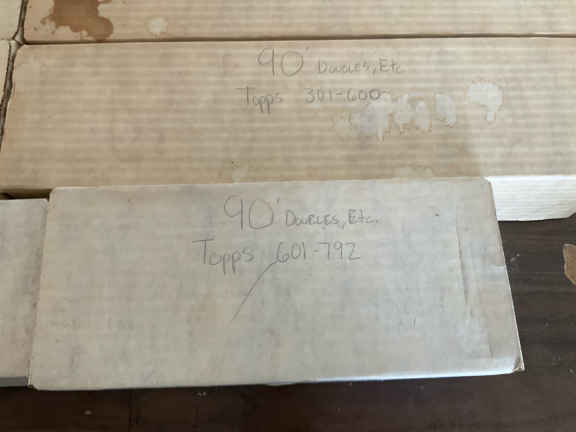 90' Doubles, Etc
Topps 301-600
90' Doubles, Etc.
Topps 601-792